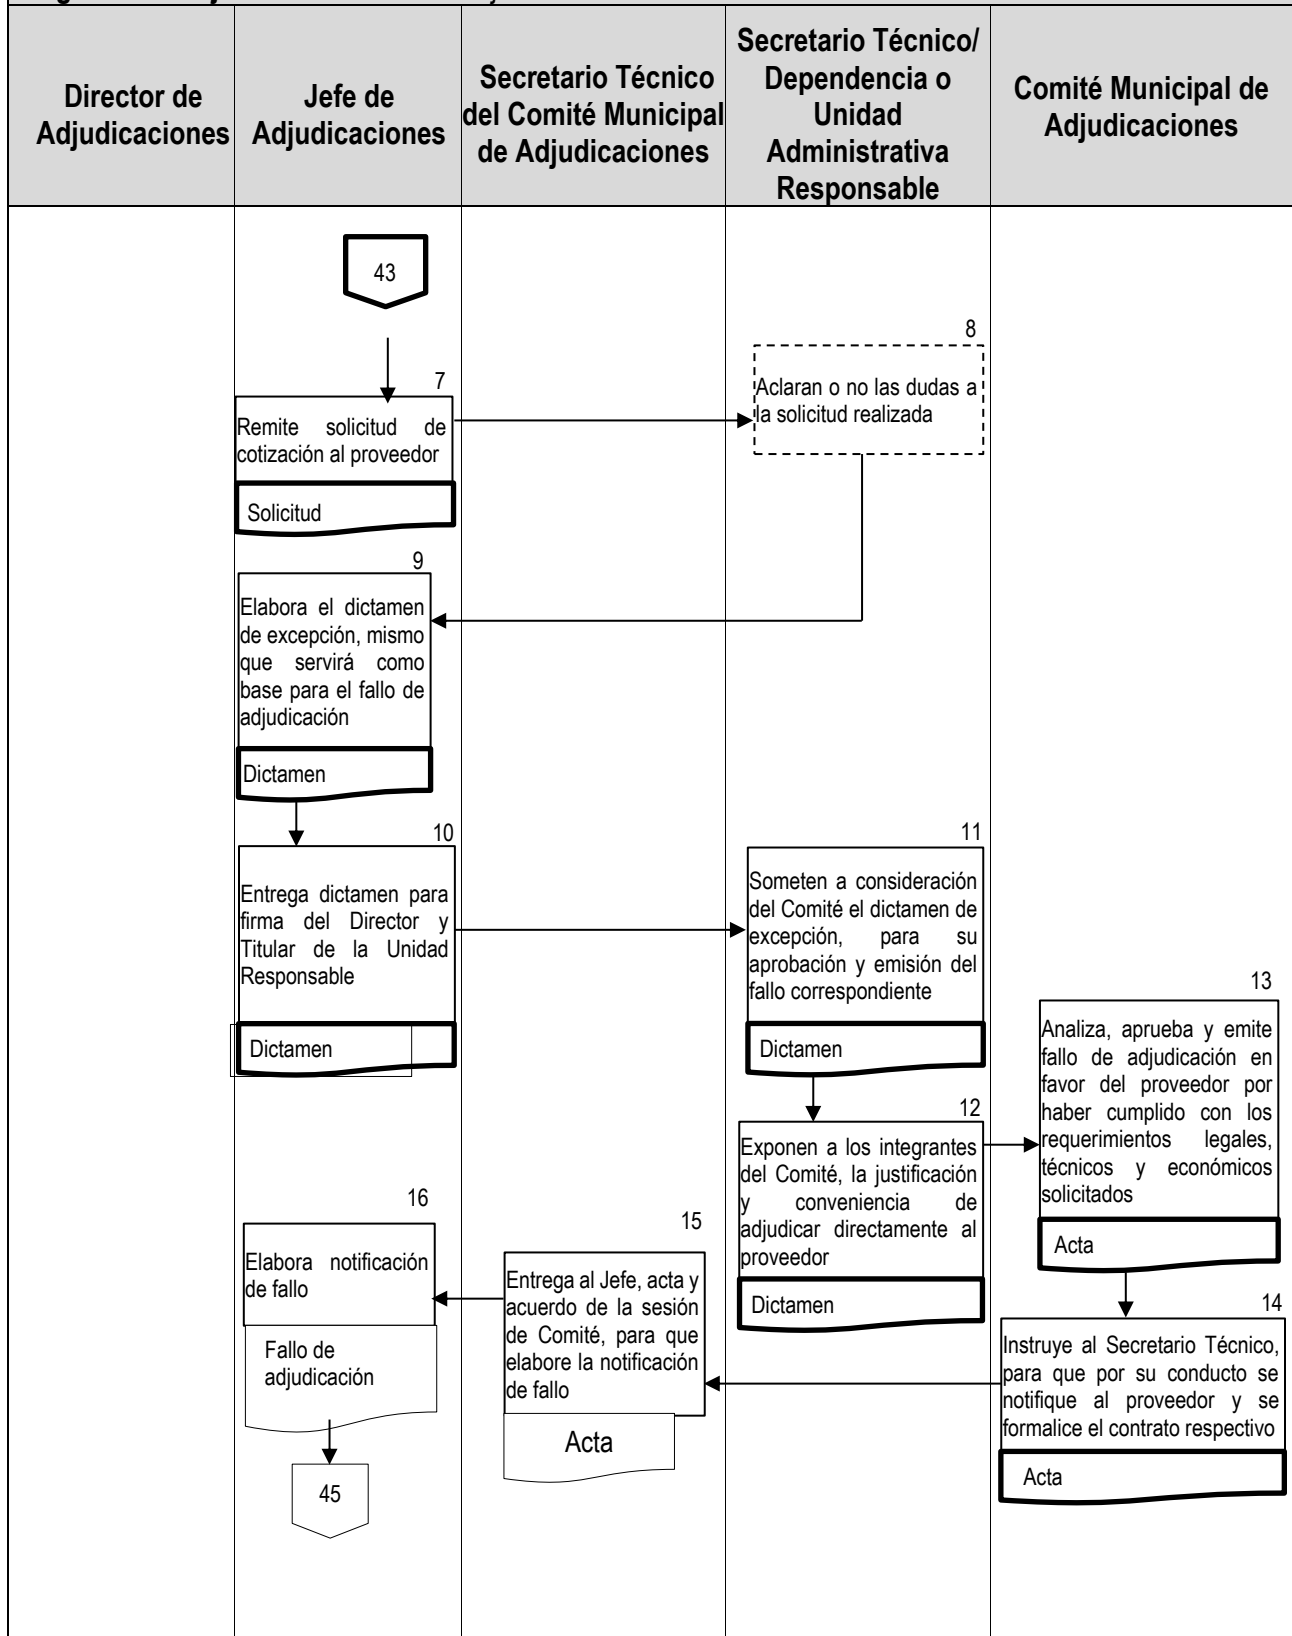 Director de
Adjudicaciones
Jefe de
Adjudicaciones
Secretario Técnico
del Comité Municipal
de Adjudicaciones
Secretario Técnico/
Dependencia o
Unidad
Administrativa
Responsable
Comité Municipal de
Adjudicaciones
43
7
Remite solicitud de
cotización al proveedor
Solicitud
8
Aclaran o no las dudas a
la solicitud realizada
9
Elabora el dictamen
de excepción, mismo
que servirá como
base para el fallo de
adjudicación
Dictamen
10
Entrega dictamen para
firma del Director y
Titular de la Unidad
Responsable
Dictamen
11
Someten a consideración
del Comité el dictamen de
excepción, para su
aprobación y emisión del
fallo correspondiente
Dictamen
12
Exponen a los integrantes
del Comité, la justificación
y conveniencia de
adjudicar directamente al
proveedor
Dictamen
13
Analiza, aprueba y emite
fallo de adjudicación en
favor del proveedor por
haber cumplido con los
requerimientos legales,
técnicos y económicos
solicitados
Acta
14
Instruye al Secretario Técnico,
para que por su conducto se
notifique al proveedor y se
formalice el contrato respectivo
Acta
15
Entrega al Jefe, acta y
acuerdo de la sesión
de Comité, para que
elabore la notificación
de fallo
Acta
16
Elabora notificación
de fallo
Fallo de
adjudicación
45